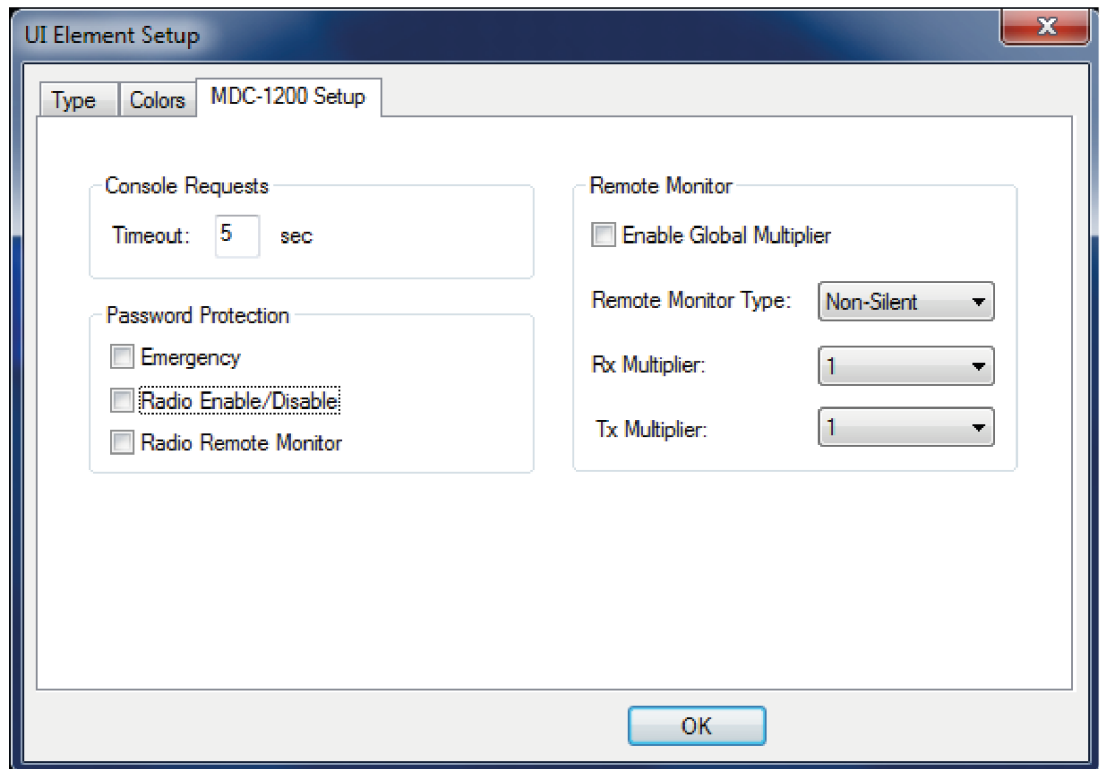 UI Element Setup
Type Colors MDC-1200 Setup
Console Requests
Timeout: 5 sec
Password Protection
Emergency
Radio Enable/Disable
Radio Remote Monitor
Remote Monitor
Enable Global Multiplier
Remote Monitor Type: Non-Silent
Rx Multiplier: 1
Tx Multiplier: 1
OK